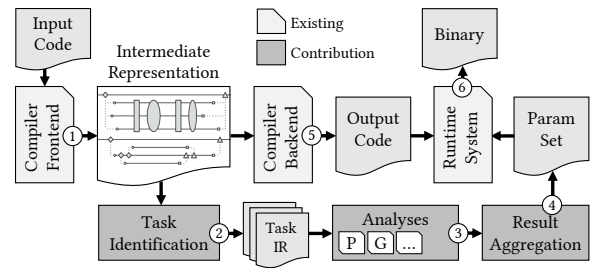 Input
Code
Intermediate
Representation
Existing
Contribution
Binary
Compiler
Frontend
1
Compiler
Backend
5
Output
Code
Runtime
System
6
Param
Set
Task
Identification
2
Task
IR
Analyses
P G ...
3
Result
Aggregation
4